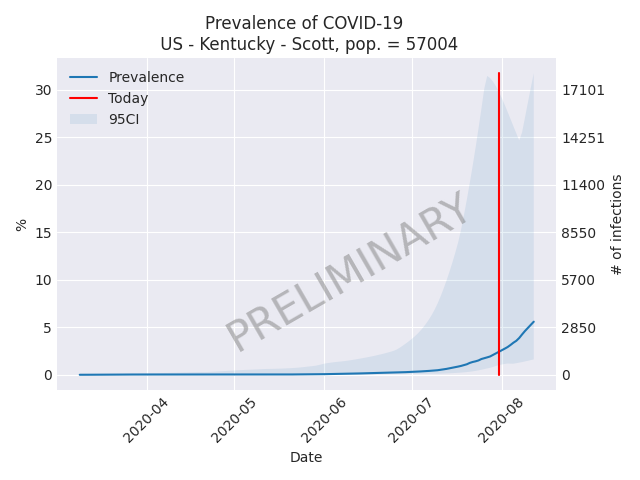 Prevalence of COVID-19
US - Kentucky - Scott, pop. = 57004
Prevalence
Today
95CI
30
25
20
15
10
5
0
%
17101
14251
11400
8550
5700
2850
0
# of infections
PRELIMINARY
2020-04
2020-05
2020-06
2020-07
2020-08
Date